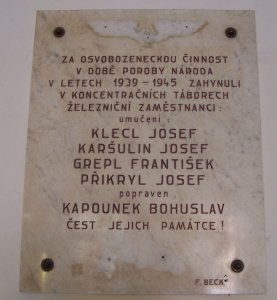 ZA OSVOBOZENECKOU ČINNOST
V DOBĚ POROBY NÁRODA
V LETECH 1939-1945 ZAHYNULI
V KONCENTRAČNÍCH TÁBORECH
ŽELEZNIČNÍ ZAMĚSTNANCI:
umučeni:
KLECL JOSEF
KARŠULIN JOSEF
GREPL FRANTIŠEK
PŘIKRYL JOSEF
popraven
KAPOUNEK BOHUSLAV
ČEST JEJICH PAMÁTCE!
F. BECK